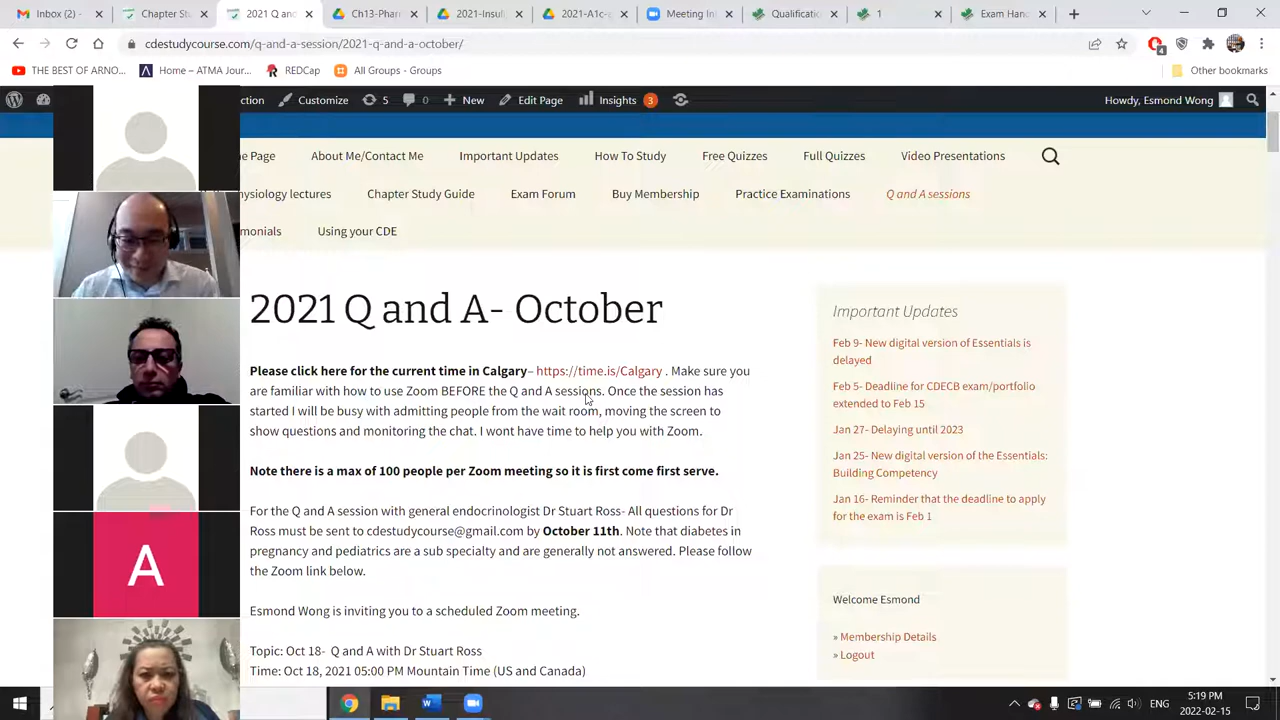 Inbox (2
Chart Su
2021 Q and A
Ch13-Phar
2021-Insul
2021-A1c-
Meeting In
Qualificat
1
Exam Hand
cdestudycourse.com/q-and-a-session/2021-q-and-a-october/
4
THE BEST OF ARNO...
Home – ATMA Jour...
REDCap
All Groups - Groups
Other bookmarks
ction
Customize
5
0
New
Edit Page
Insights
3
Howdy, Esmond Wong
e Page
About Me/Contact Me
Important Updates
How To Study
Free Quizzes
Full Quizzes
Video Presentations
ysiology lectures
Chapter Study Guide
Exam Forum
Buy Membership
Practice Examinations
Q and A sessions
monials
Using your CDE
2021 Q and A- October
Please click here for the current time in Calgary– https://time.is/Calgary . Make sure you
are familiar with how to use Zoom BEFORE the Q and A sessions. Once the session has
started I will be busy with admitting people from the wait room, moving the screen to
show questions and monitoring the chat. I wont have time to help you with Zoom.
Note there is a max of 100 people per Zoom meeting so it is first come first serve.
For the Q and A session with general endocrinologist Dr Stuart Ross- All questions for Dr
Ross must be sent to cdestudycourse@gmail.com by October 11th. Note that diabetes in
pregnancy and pediatrics are a sub specialty and are generally not answered. Please follow
the Zoom link below.
Esmond Wong is inviting you to a scheduled Zoom meeting.
Topic: Oct 18- Q and A with Dr Stuart Ross
Time: Oct 18, 2021 05:00 PM Mountain Time (US and Canada)
Important Updates
Feb 9- New digital version of Essentials is
delayed
Feb 5- Deadline for CDECB exam/portfolio
extended to Feb 15
Jan 27- Delaying until 2023
Jan 25- New digital version of the Essentials:
Building Competency
Jan 16- Reminder that the deadline to apply
for the exam is Feb 1
Welcome Esmond
» Membership Details
» Logout
A
ENG
5:19 PM
2022-02-15